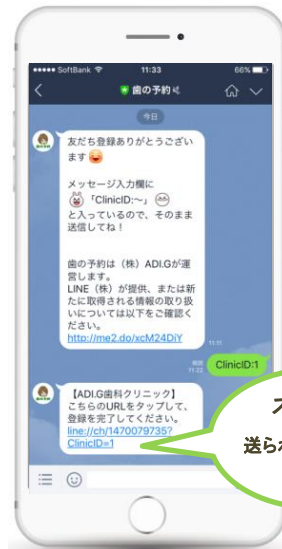 SoftBank 11:33 66%
歯の予約
今日
友だち登録ありがとうござい
ます
メッセージ入力欄に
「ClinicID:〜」
と入っているので、そのまま
送信してね！
歯の予約は（株）ADI.Gが運
営します。
LINE（株）が提供、または新
たに取得される情報の取り扱
いについては以下をご確認く
ださい。
http://me2.do/xcM24DiY
11:11
既読
11:22
ClinicID:1
【ADI.G歯科クリニック】
こちらのURLをタップして、
登録を完了してください。
line://ch/1470079735?
ClinicID=1
送ら